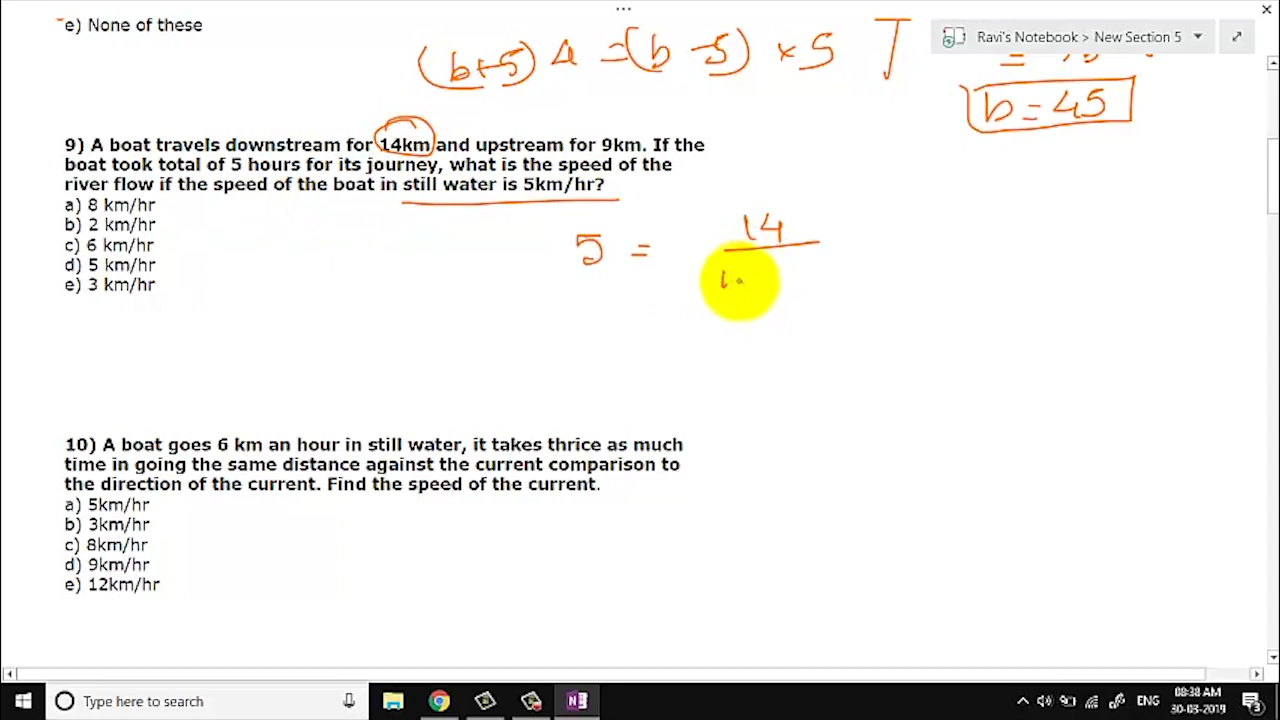 e) None of these
(b+5) 4 = (b-5) × 5
Ravi's Notebook > New Section 5
b = 45
9) A boat travels downstream for 14km and upstream for 9km. If the
boat took total of 5 hours for its journey, what is the speed of the
river flow if the speed of the boat in still water is 5km/hr?
a) 8 km/hr
b) 2 km/hr
c) 6 km/hr
d) 5 km/hr
e) 3 km/hr
5 = 14
10) A boat goes 6 km an hour in still water, it takes thrice as much
time in going the same distance against the current comparison to
the direction of the current. Find the speed of the current.
a) 5km/hr
b) 3km/hr
c) 8km/hr
d) 9km/hr
e) 12km/hr
Type here to search
ENG
08:38 AM
30-03-2019